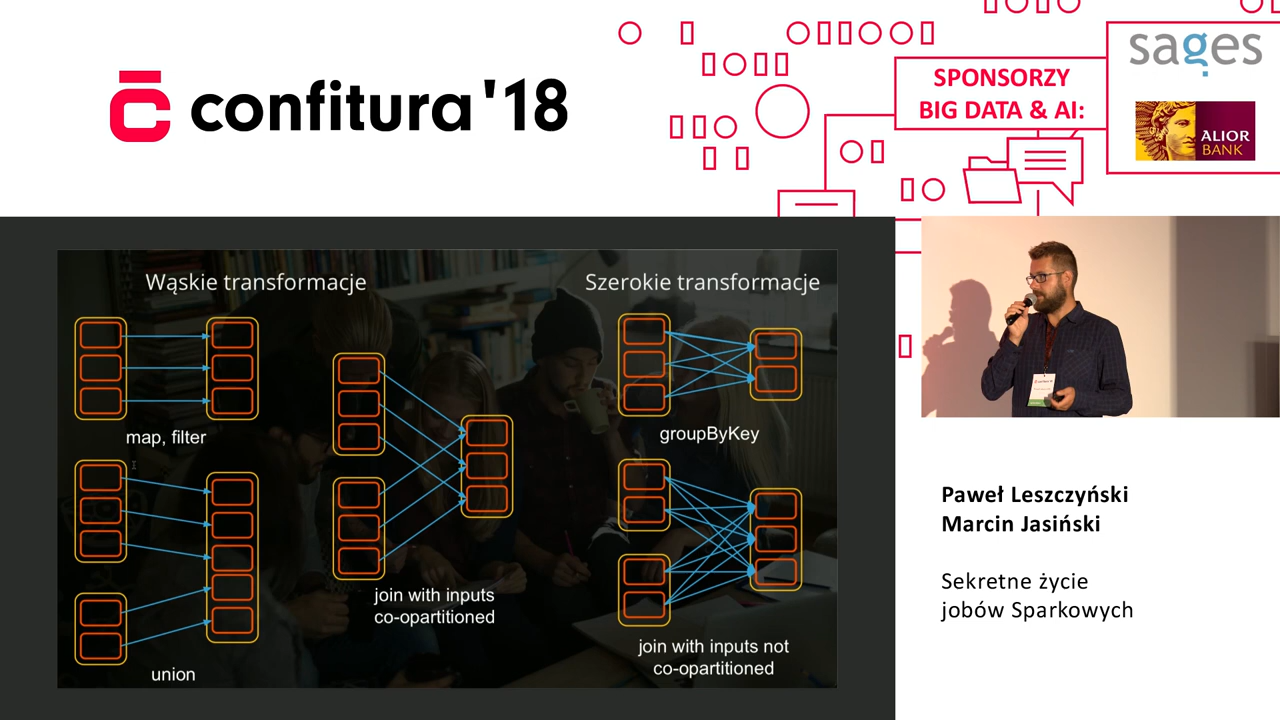 confitura '18
SPONSORZY
BIG DATA & AI:
sages
ALIOR
BANK
Wąskie transformacje
Szerokie transformacje
map, filter
union
join with inputs
co-opartitioned
groupByKey
join with inputs not
co-opartitioned
Paweł Leszczyński
Marcin Jasiński
Sekretne życie
jobów Sparkowych